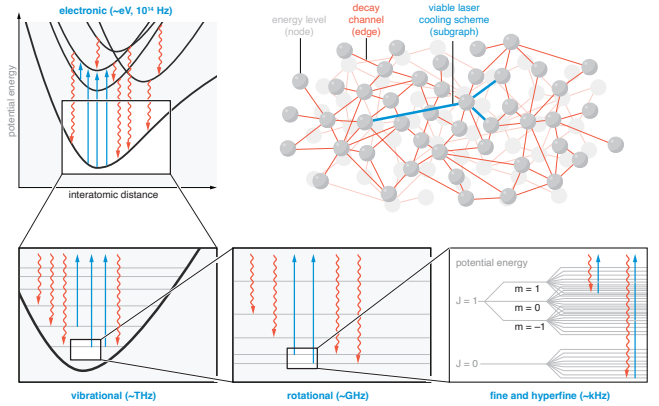 electronic (~eV, 10¹⁴ Hz)
potential energy
interatomic distance
energy level
(node)
decay
channel
(edge)
viable laser
cooling scheme
(subgraph)
vibrational (~THz)
rotational (~GHz)
potential energy
m = 1
J = 1
m = 0
m = −1
J = 0
fine and hyperfine (~kHz)